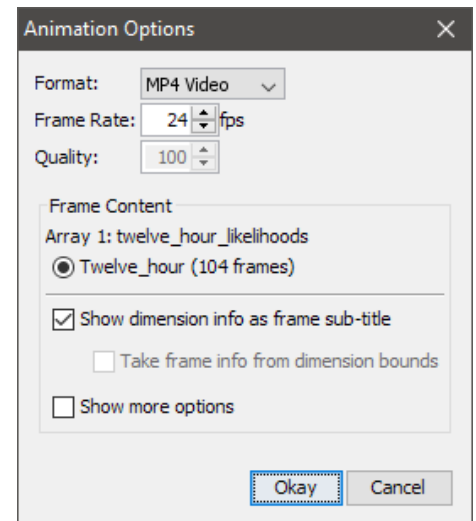 Animation Options
Format: MP4 Video
Frame Rate: 24 fps
Quality: 100
Frame Content
Array 1: twelve_hour_likelihoods
Twelve_hour (104 frames)
Show dimension info as frame sub-title
Take frame info from dimension bounds
Show more options
Okay Cancel